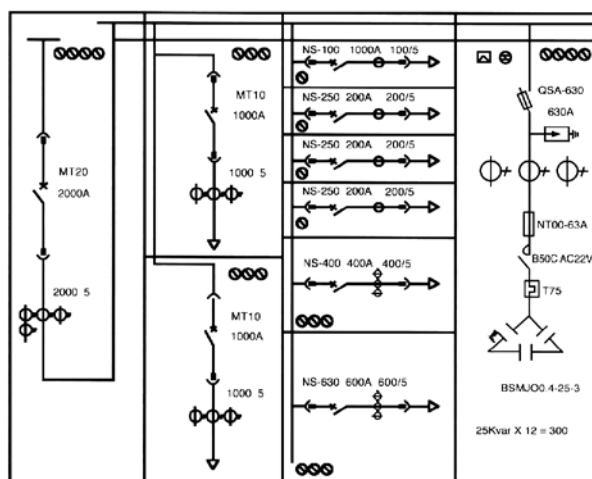 MT20
2000A
2000 5
MT10
1000A
1000 5
MT10
1000A
1000 5
NS-100 1000A 100/5
NS-250 200A 200/5
NS-250 200A 200/5
NS-250 200A 200/5
NS-400 400A 400/5
NS-630 600A 600/5
QSA-630
630A
NT00-63A
B50C AC22V
T75
BSMJO0.4-25-3
25Kvar X 12 = 300